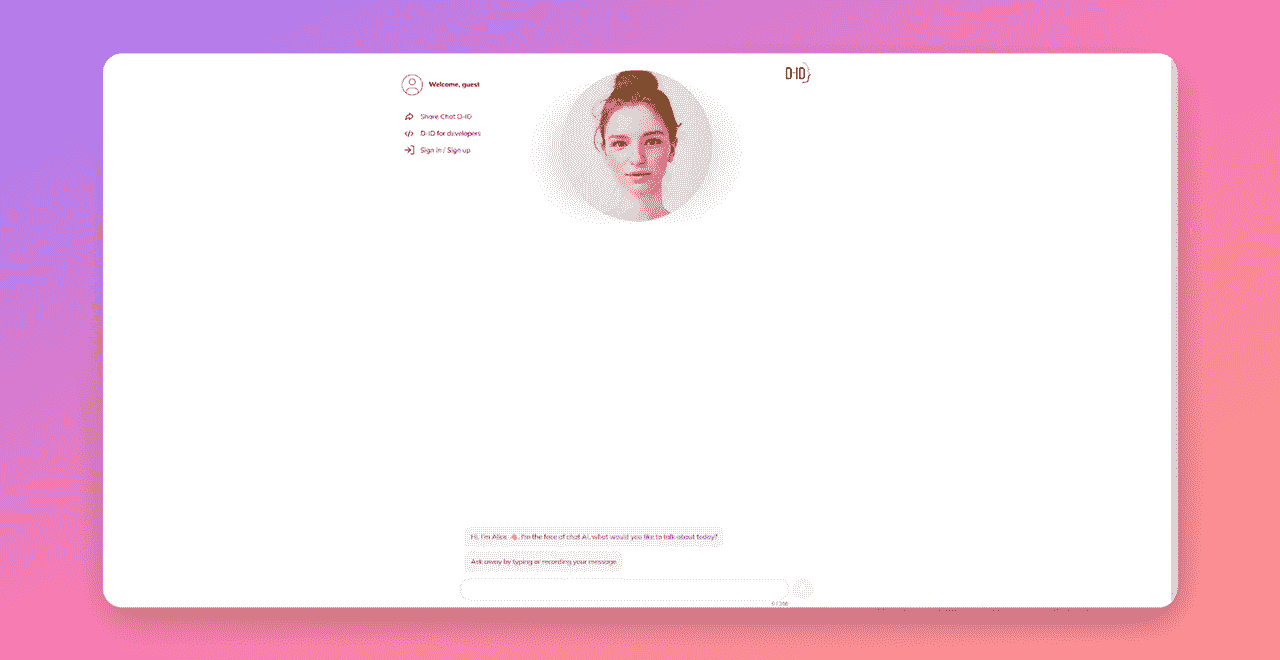 Welcome, guest
D-ID
Share Chat D-ID
D-ID for developers
Sign in / Sign up
Hi, I'm Alice 👋, I'm the face of chat AI, what would you like to talk about today?
Ask away by typing or recording your message